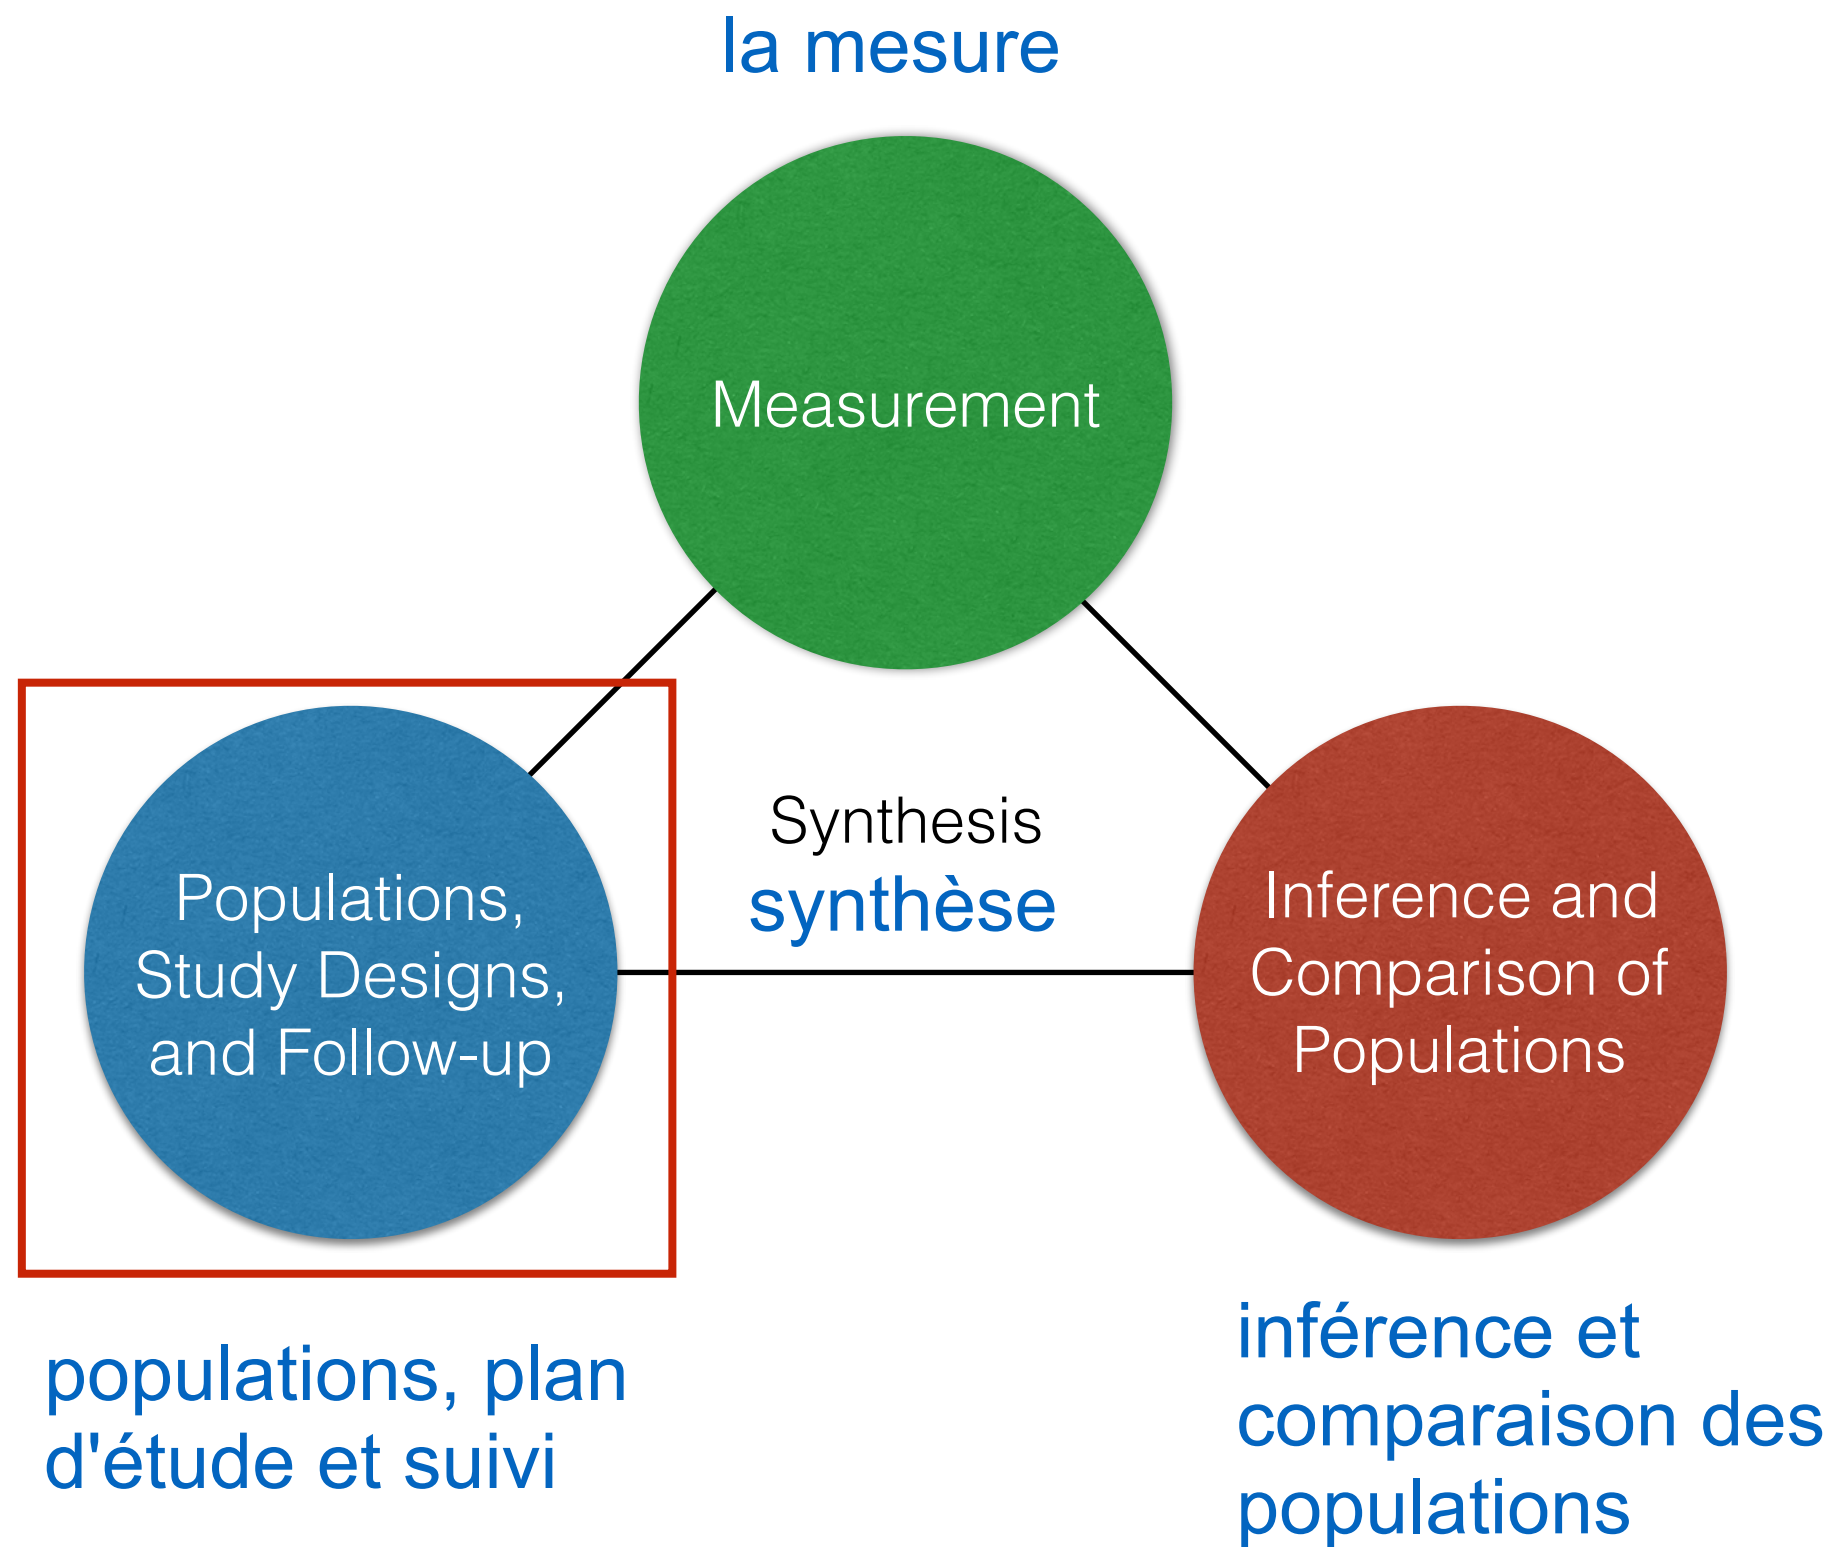 la mesure
Measurement
Synthesis
synthèse
Populations,
Study Designs,
and Follow-up
Inference and
Comparison of
Populations
populations, plan
d'étude et suivi
inférence et
comparaison des
populations